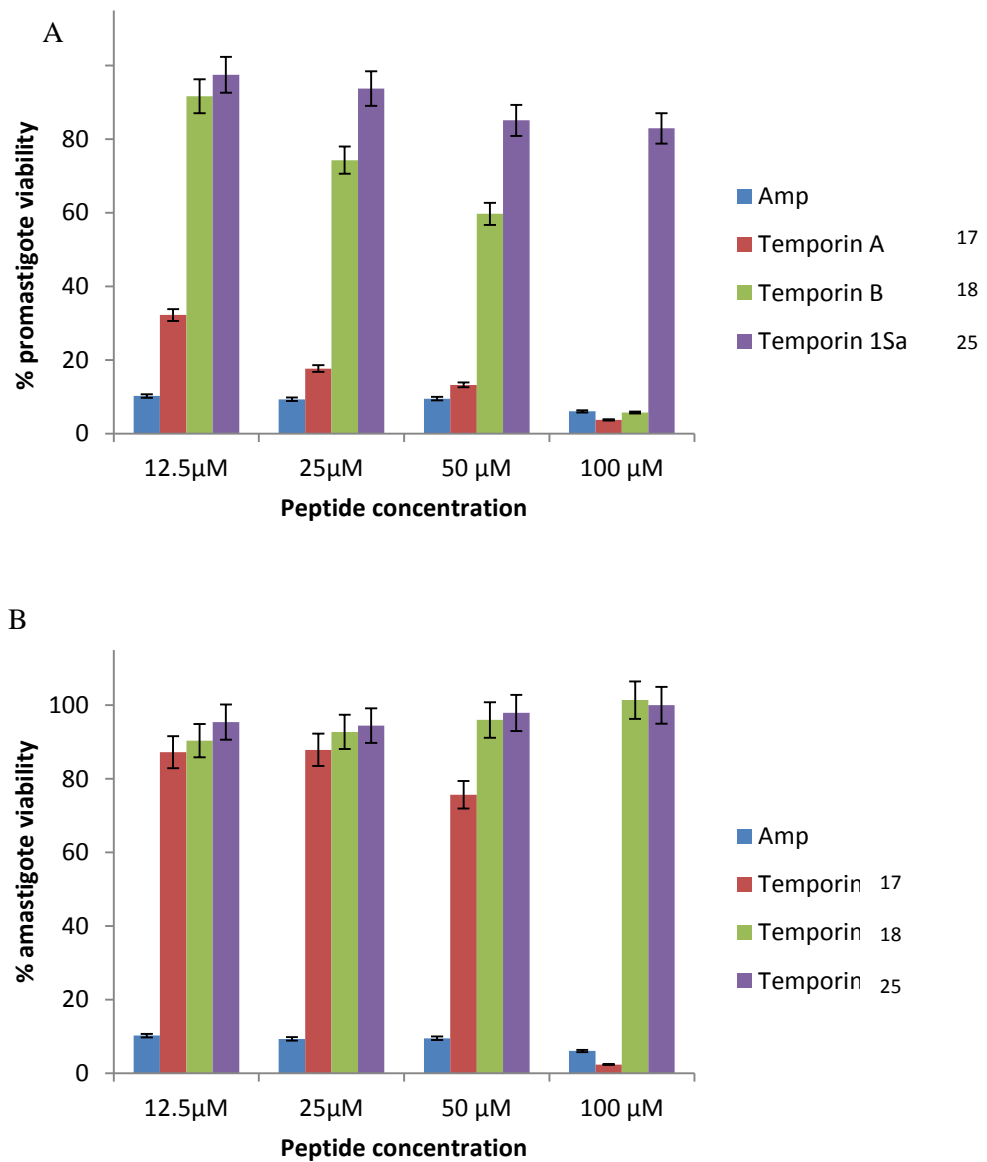 A
% promastigote viability
80
60
40
20
0
12.5µM 25µM 50 µM 100 µM
Peptide concentration
Amp
Temporin A 17
Temporin B 18
Temporin 1Sa 25
B
% amastigote viability
100
80
60
40
20
0
12.5µM 25µM 50 µM 100 µM
Peptide concentration
Amp
Temporin 17
Temporin 18
Temporin 25